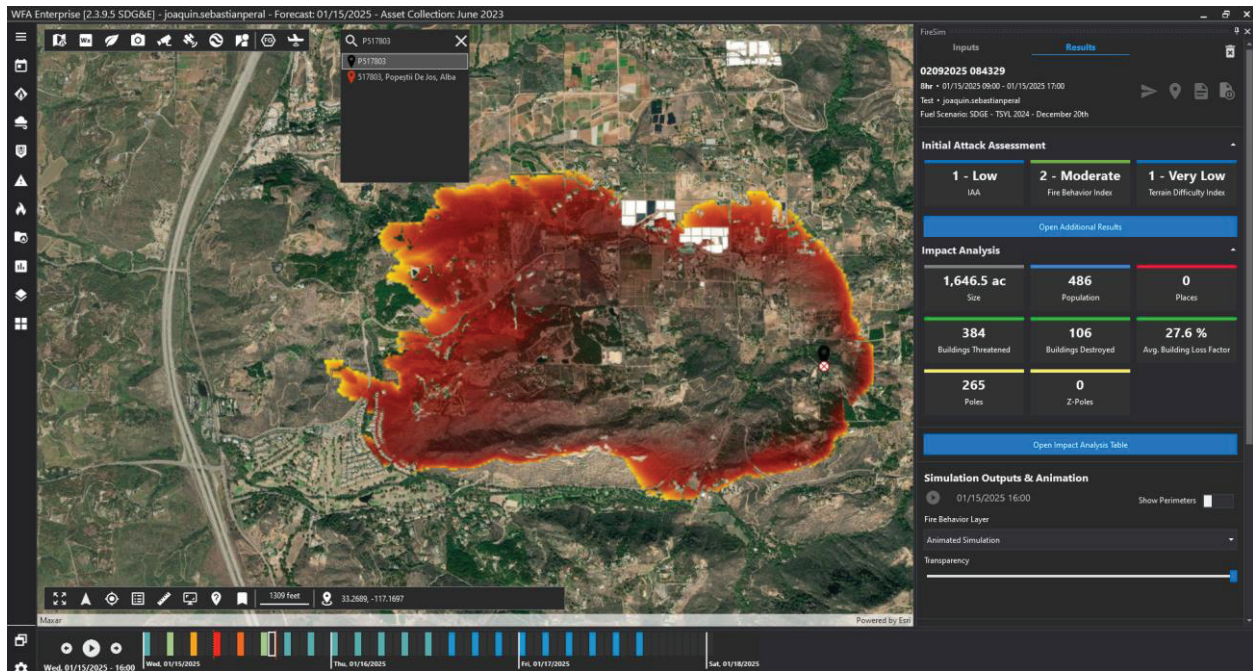 WFA Enterprise [2.3.9.5 SDG&E] - joaquin.sebastianperal - Forecast: 01/15/2025 - Asset Collection: June 2023
Wx
FG
P517803
P517803
517803, Popeștii De Jos, Alba
FireSim
Inputs
Results
02092025 084329
8hr • 01/15/2025 09:00 - 01/15/2025 17:00
Test • joaquin.sebastianperal
Fuel Scenario: SDGE - TSYL 2024 - December 20th
Initial Attack Assessment
1 - Low
IAA
2 - Moderate
Fire Behavior Index
1 - Very Low
Terrain Difficulty Index
Open Additional Results
Impact Analysis
1,646.5 ac
Size
486
Population
0
Places
384
Buildings Threatened
106
Buildings Destroyed
27.6 %
Avg. Building Loss Factor
265
Poles
0
Z-Poles
Open Impact Analysis Table
Simulation Outputs & Animation
01/15/2025 16:00
Show Perimeters
Fire Behavior Layer
Animated Simulation
Transparency
1309 feet
33.2689, -117.1697
Maxar
Powered by Esri
Wed, 01/15/2025 - 16:00
Wed, 01/15/2025
Thu, 01/16/2025
Fri, 01/17/2025
Sat, 01/18/2025